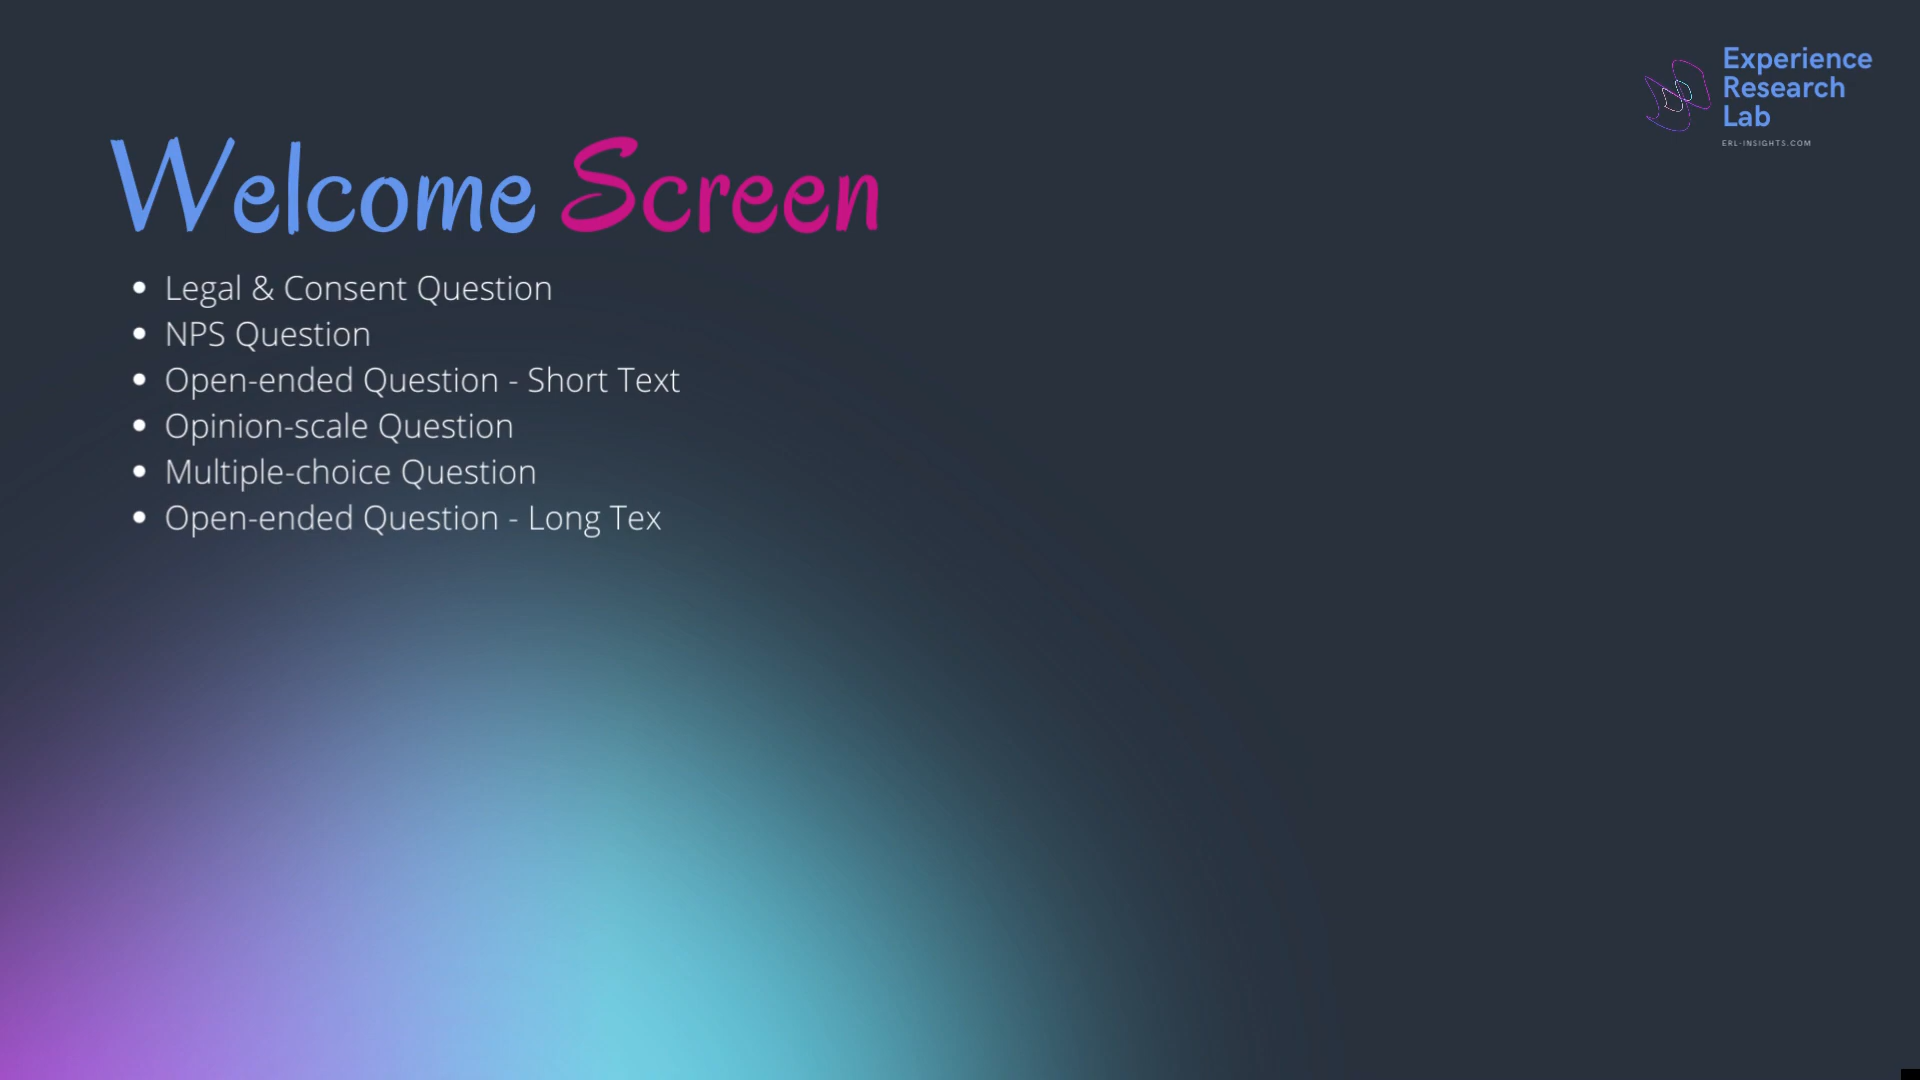 Experience
Research
Lab
ERL-INSIGHTS.COM
Welcome Screen
• Legal & Consent Question
• NPS Question
• Open-ended Question - Short Text
• Opinion-scale Question
• Multiple-choice Question
• Open-ended Question - Long Tex